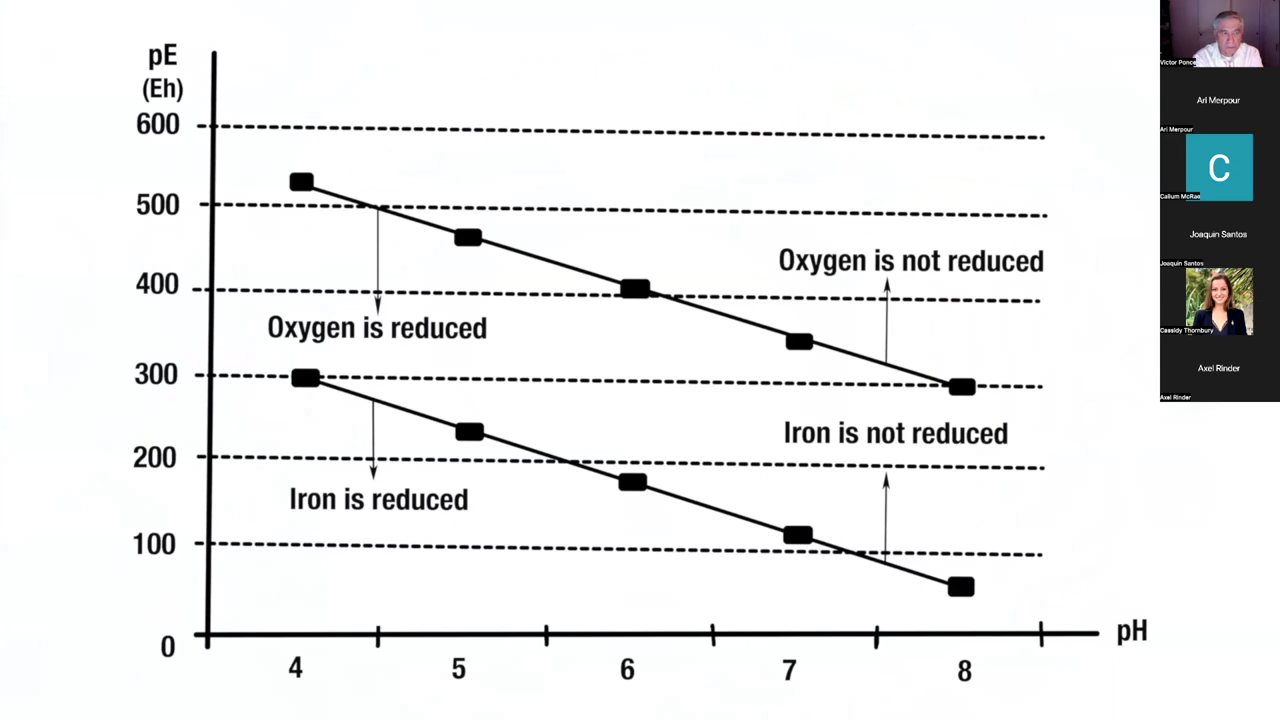 pE
(Eh)
600
500
400
300
200
100
0
Oxygen is not reduced
Oxygen is reduced
Iron is not reduced
Iron is reduced
4 5 6 7 8
pH
Victor Ponce
Ari Merpour
Ari Merpour
C
Callum McRae
Joaquin Santos
Joaquin Santos
Cassidy Thornbury
Axel Rinder
Axel Rinder